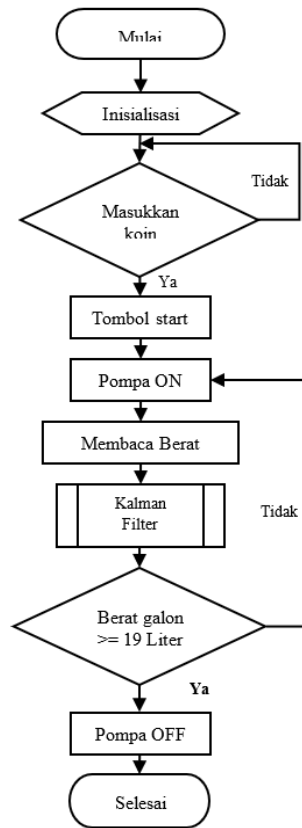 Mulai
Inisialisasi
Tidak
Masukkan
koin
Ya
Tombol start
Pompa ON
Membaca Berat
Kalman
Filter
Tidak
Berat galon
>= 19 Liter
Ya
Pompa OFF
Selesai